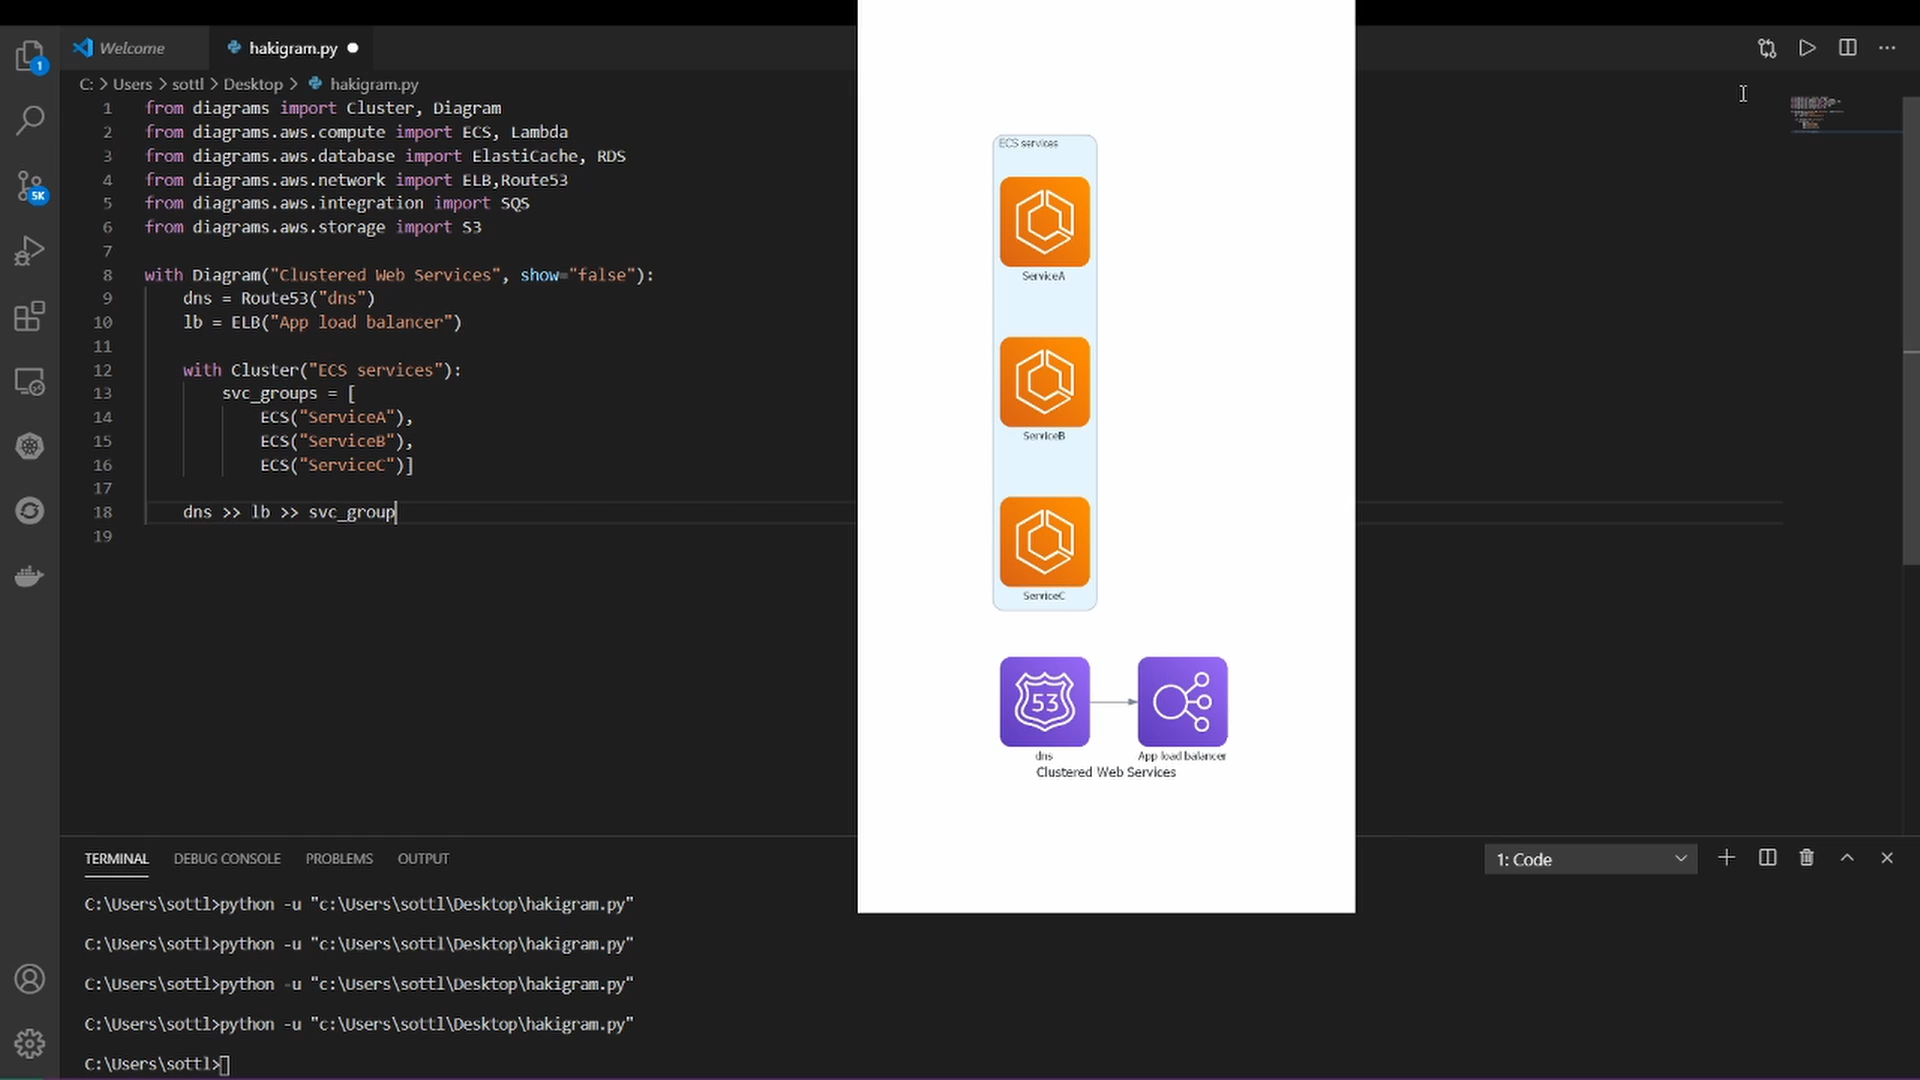 Welcome
hakigram.py
C: > Users > sottl > Desktop > hakigram.py
1 from diagrams import Cluster, Diagram
2 from diagrams.aws.compute import ECS, Lambda
3 from diagrams.aws.database import ElastiCache, RDS
4 from diagrams.aws.network import ELB,Route53
5 from diagrams.aws.integration import SQS
6 from diagrams.aws.storage import S3
7
8 with Diagram("Clustered Web Services", show="false"):
9 dns = Route53("dns")
10 lb = ELB("App load balancer")
11
12 with Cluster("ECS services"):
13 svc_groups = [
14 ECS("ServiceA"),
15 ECS("ServiceB"),
16 ECS("ServiceC")]
17
18 dns >> lb >> svc_group
19
1
5K
ECS services
ServiceA
ServiceB
ServiceC
53
dns
App load balancer
Clustered Web Services
TERMINAL DEBUG CONSOLE PROBLEMS OUTPUT
1: Code
C:\Users\sottl>python -u "c:\Users\sottl\Desktop\hakigram.py"
C:\Users\sottl>python -u "c:\Users\sottl\Desktop\hakigram.py"
C:\Users\sottl>python -u "c:\Users\sottl\Desktop\hakigram.py"
C:\Users\sottl>python -u "c:\Users\sottl\Desktop\hakigram.py"
C:\Users\sottl>